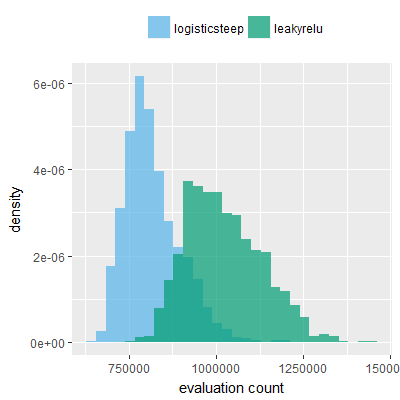 logisticsteep leakyrelu
6e-06
4e-06
2e-06
0e+00
density
750000 1000000 1250000 15000
evaluation count